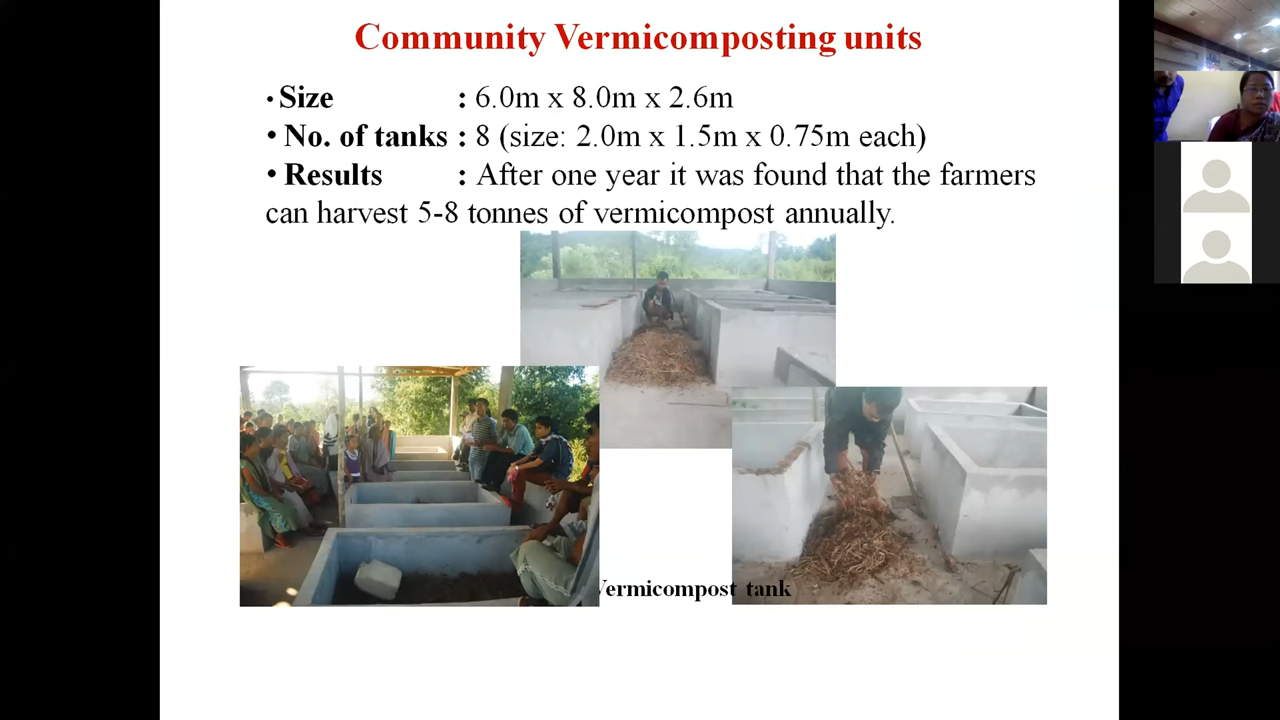 Community Vermicomposting units
• Size : 6.0m x 8.0m x 2.6m
• No. of tanks : 8 (size: 2.0m x 1.5m x 0.75m each)
• Results : After one year it was found that the farmers
can harvest 5-8 tonnes of vermicompost annually.
Vermicompost tank